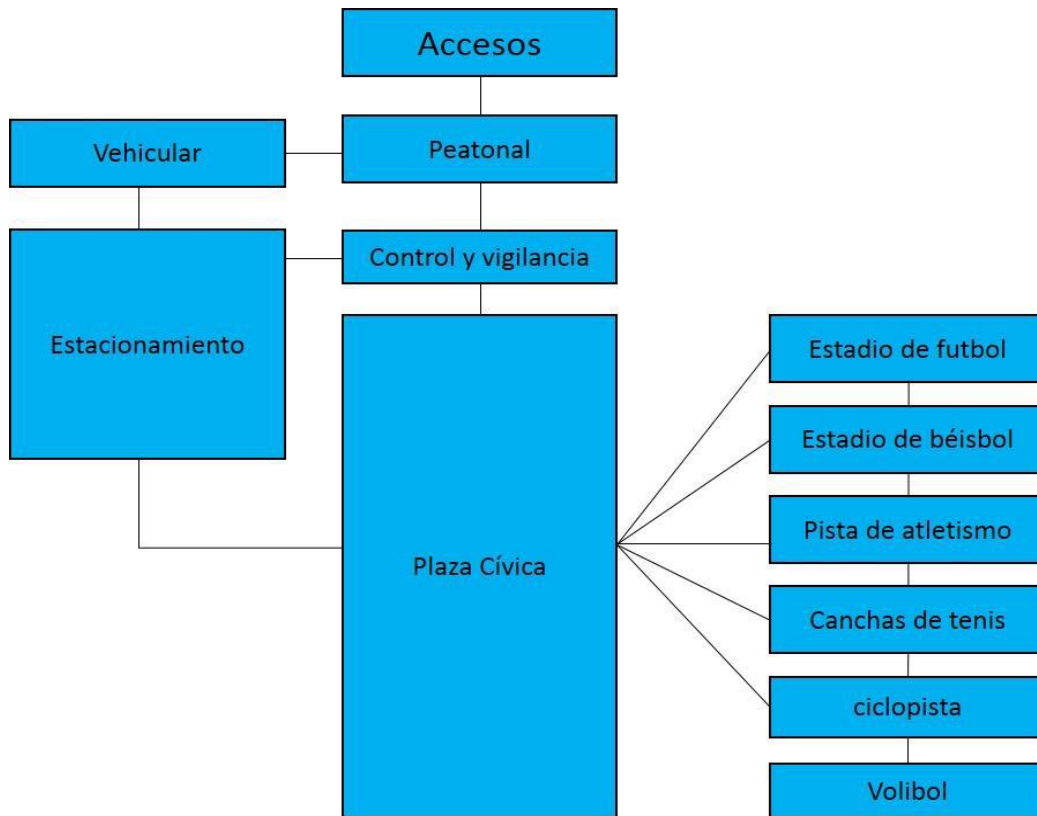 Accesos
Vehicular
Peatonal
Control y vigilancia
Estacionamiento
Plaza Cívica
Estadio de futbol
Estadio de béisbol
Pista de atletismo
Canchas de tenis
ciclopista
Volibol